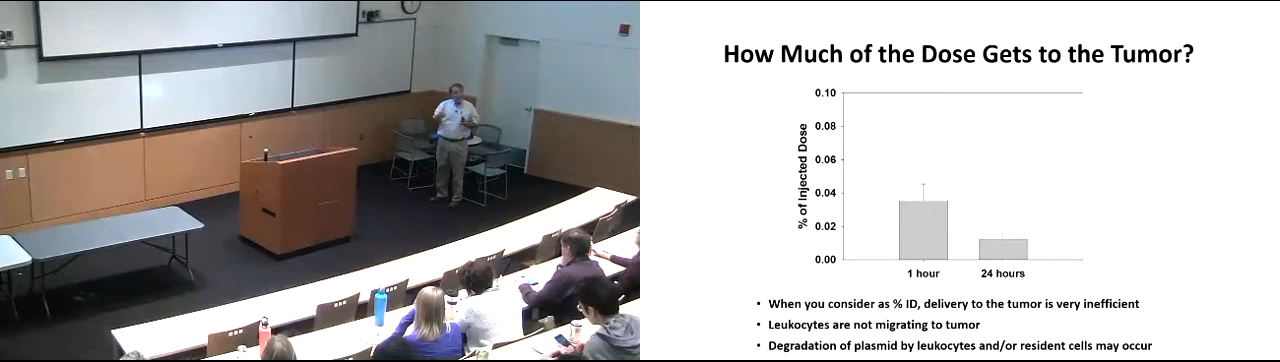 How Much of the Dose Gets to the Tumor?
0.10
0.08
0.06
0.04
0.02
0.00
% of Injected Dose
1 hour
24 hours
• When you consider as % ID, delivery to the tumor is very inefficient
• Leukocytes are not migrating to tumor
• Degradation of plasmid by leukocytes and/or resident cells may occur